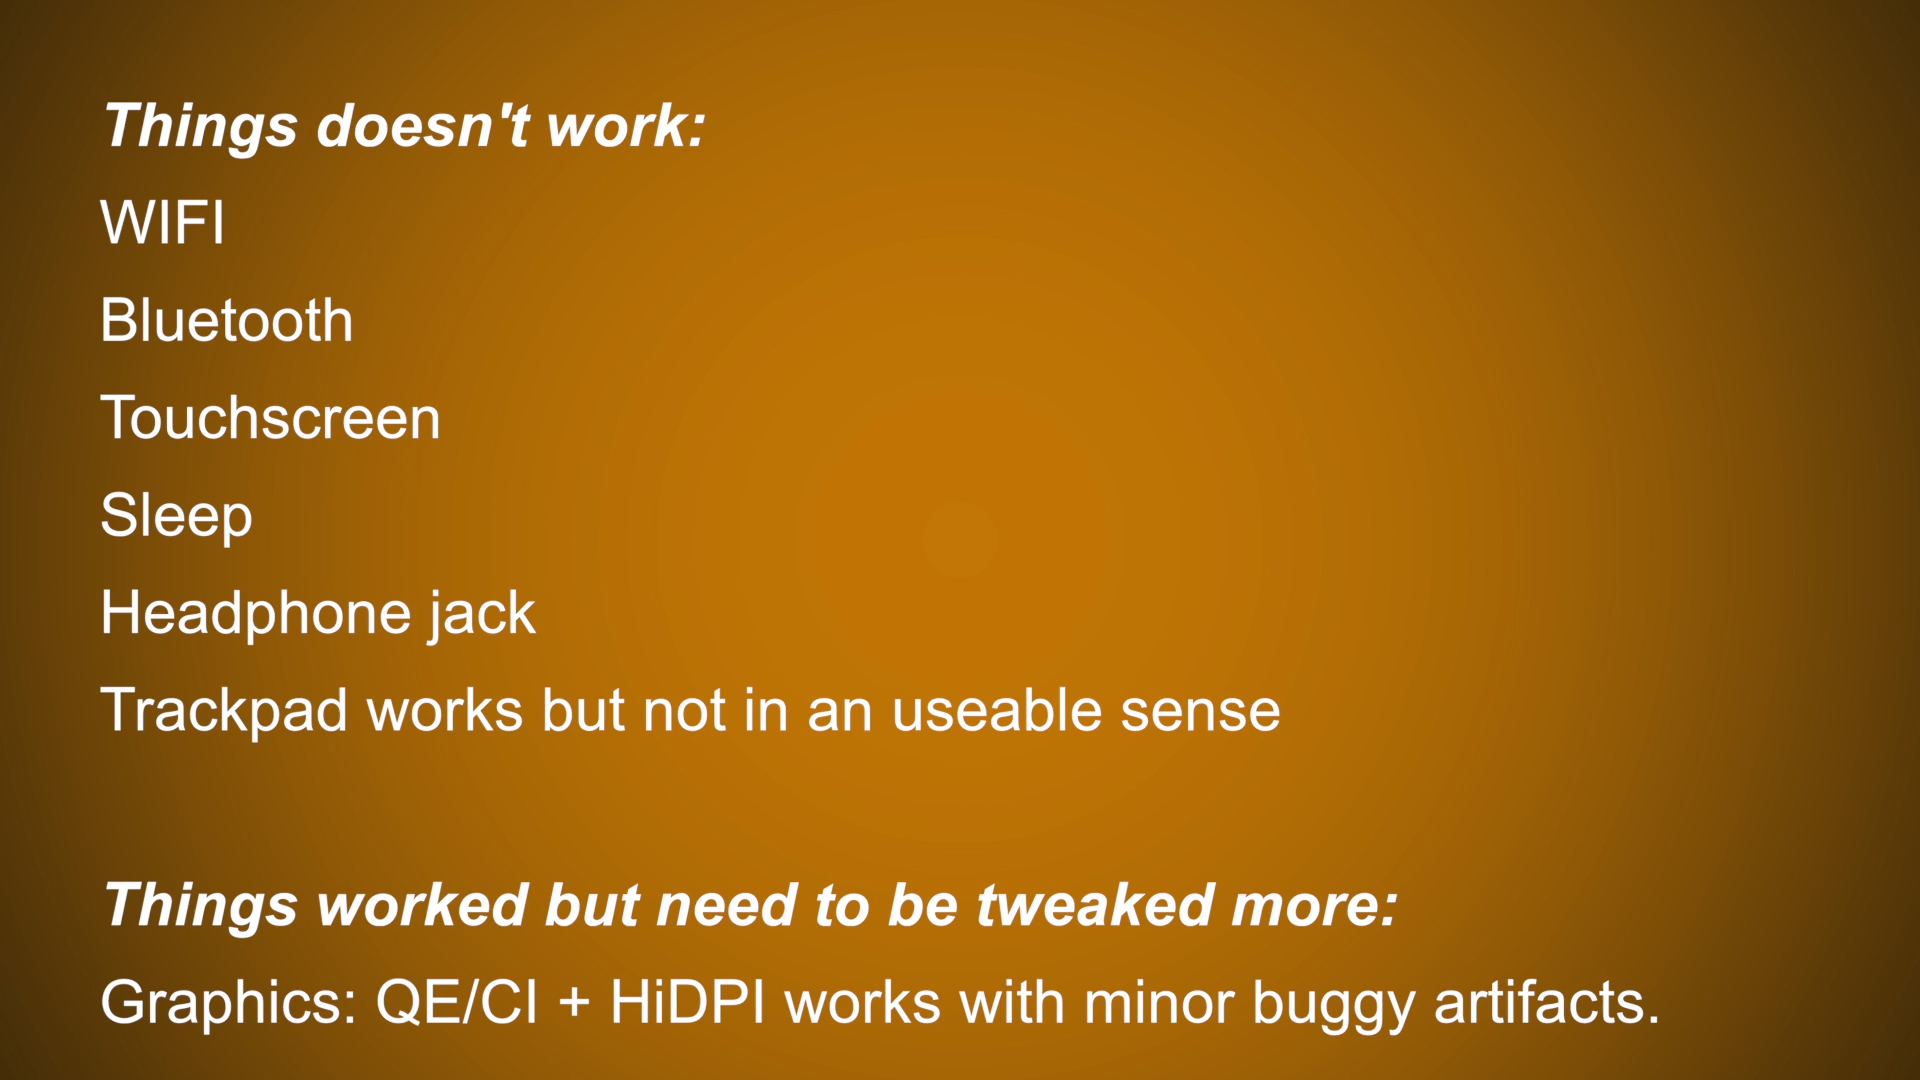 Things doesn't work:
WIFI
Bluetooth
Touchscreen
Sleep
Headphone jack
Trackpad works but not in an useable sense
Things worked but need to be tweaked more:
Graphics: QE/CI + HiDPI works with minor buggy artifacts.